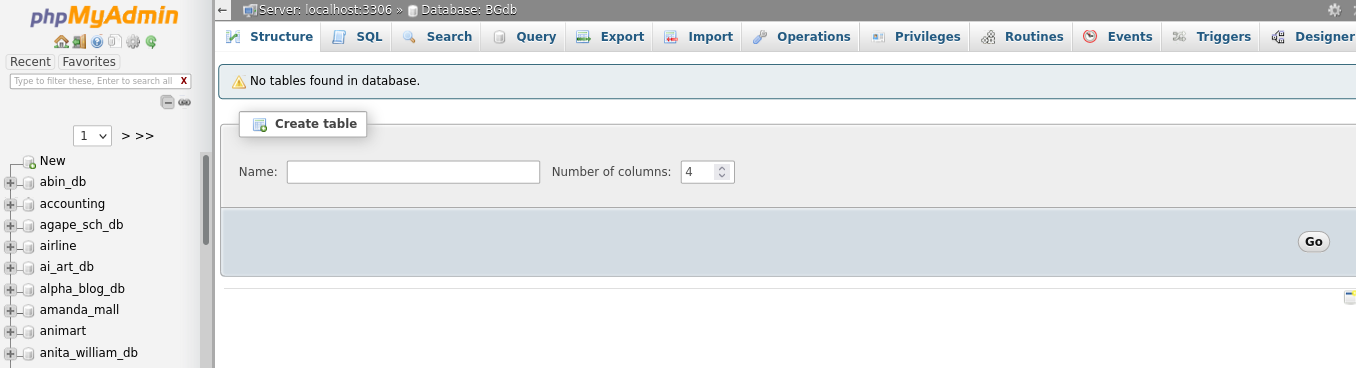 phpMyAdmin
Recent Favorites
Type to filter these, Enter to search all X
1 > >>
New
abin_db
accounting
agape_sch_db
airline
ai_art_db
alpha_blog_db
amanda_mall
animart
anita_william_db
← Server: localhost:3306 » Database: BGdb
Structure SQL Search Query Export Import Operations Privileges Routines Events Triggers Designer
No tables found in database.
Create table
Name: Number of columns: 4
Go